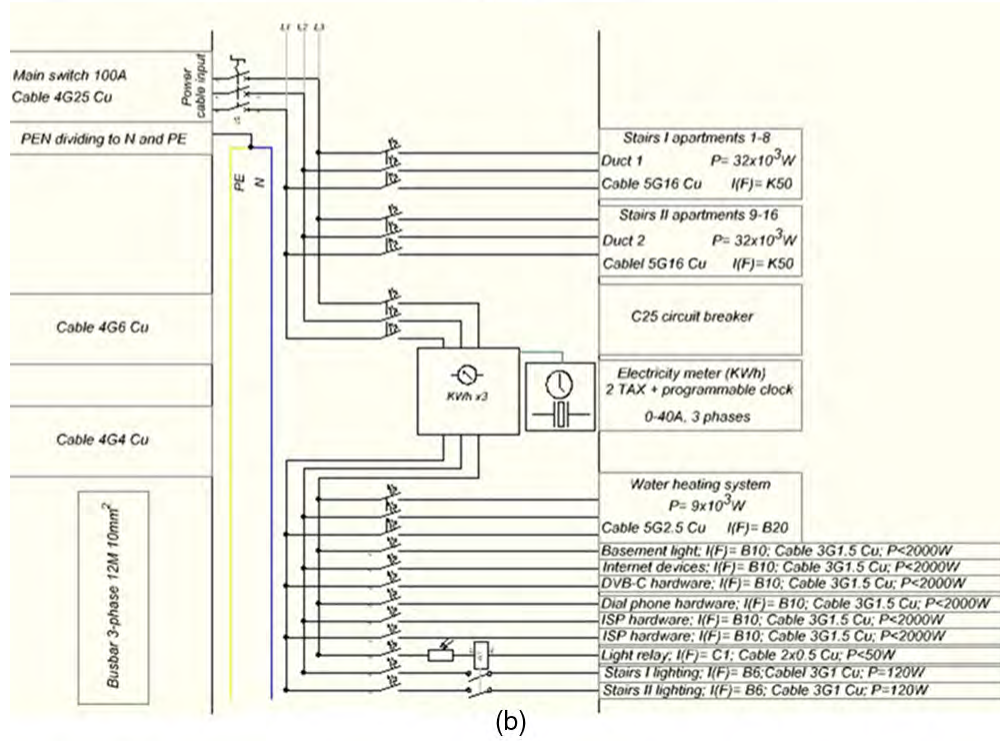 L1 L2 L3
Main switch 100A
Cable 4G25 Cu
Power
cable input
PEN dividing to N and PE
PE
N
Stairs I apartments 1-8
Duct 1 P= 32x10³W
Cable 5G16 Cu I(F)= K50
Stairs II apartments 9-16
Duct 2 P= 32x10³W
Cablel 5G16 Cu I(F)= K50
Cable 4G6 Cu
C25 circuit breaker
KWh x3
Electricity meter (KWh)
2 TAX + programmable clock
0-40A, 3 phases
Cable 4G4 Cu
Busbar 3-phase 12M 10mm²
Water heating system
P= 9x10³W
Cable 5G2.5 Cu I(F)= B20
Basement light; I(F)= B10; Cable 3G1.5 Cu; P<2000W
Internet devices; I(F)= B10; Cable 3G1.5 Cu; P<2000W
DVB-C hardware; I(F)= B10; Cable 3G1.5 Cu; P<2000W
Dial phone hardware; I(F)= B10; Cable 3G1.5 Cu; P<2000W
ISP hardware; I(F)= B10; Cable 3G1.5 Cu; P<2000W
ISP hardware; I(F)= B10; Cable 3G1.5 Cu; P<2000W
Light relay; I(F)= C1; Cable 2x0.5 Cu; P<50W
Stairs I lighting; I(F)= B6;Cablel 3G1 Cu; P=120W
Stairs II lighting; I(F)= B6; Cable 3G1 Cu; P=120W
(b)